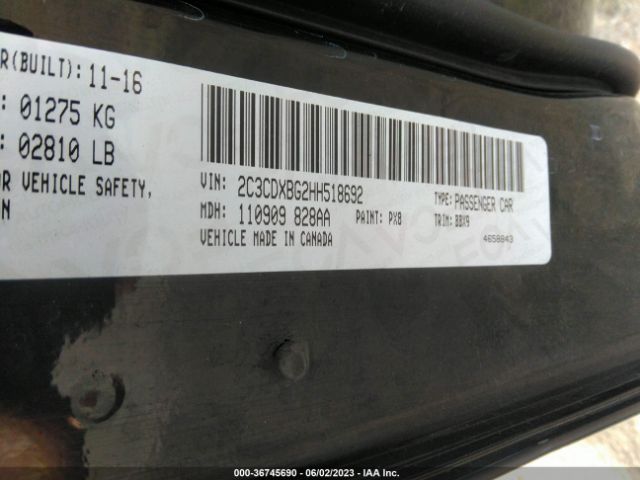 R(BUILT): 11-16
: 01275 KG
: 02810 LB
OR VEHICLE SAFETY,
N
VIN: 2C3CDXBG2HH518692
TYPE: PASSENGER CAR
MDH: 110909 828AA PAINT: PX8 TRIM: BBX9
VEHICLE MADE IN CANADA
4658843
000-36745690 - 06/02/2023 - IAA Inc.